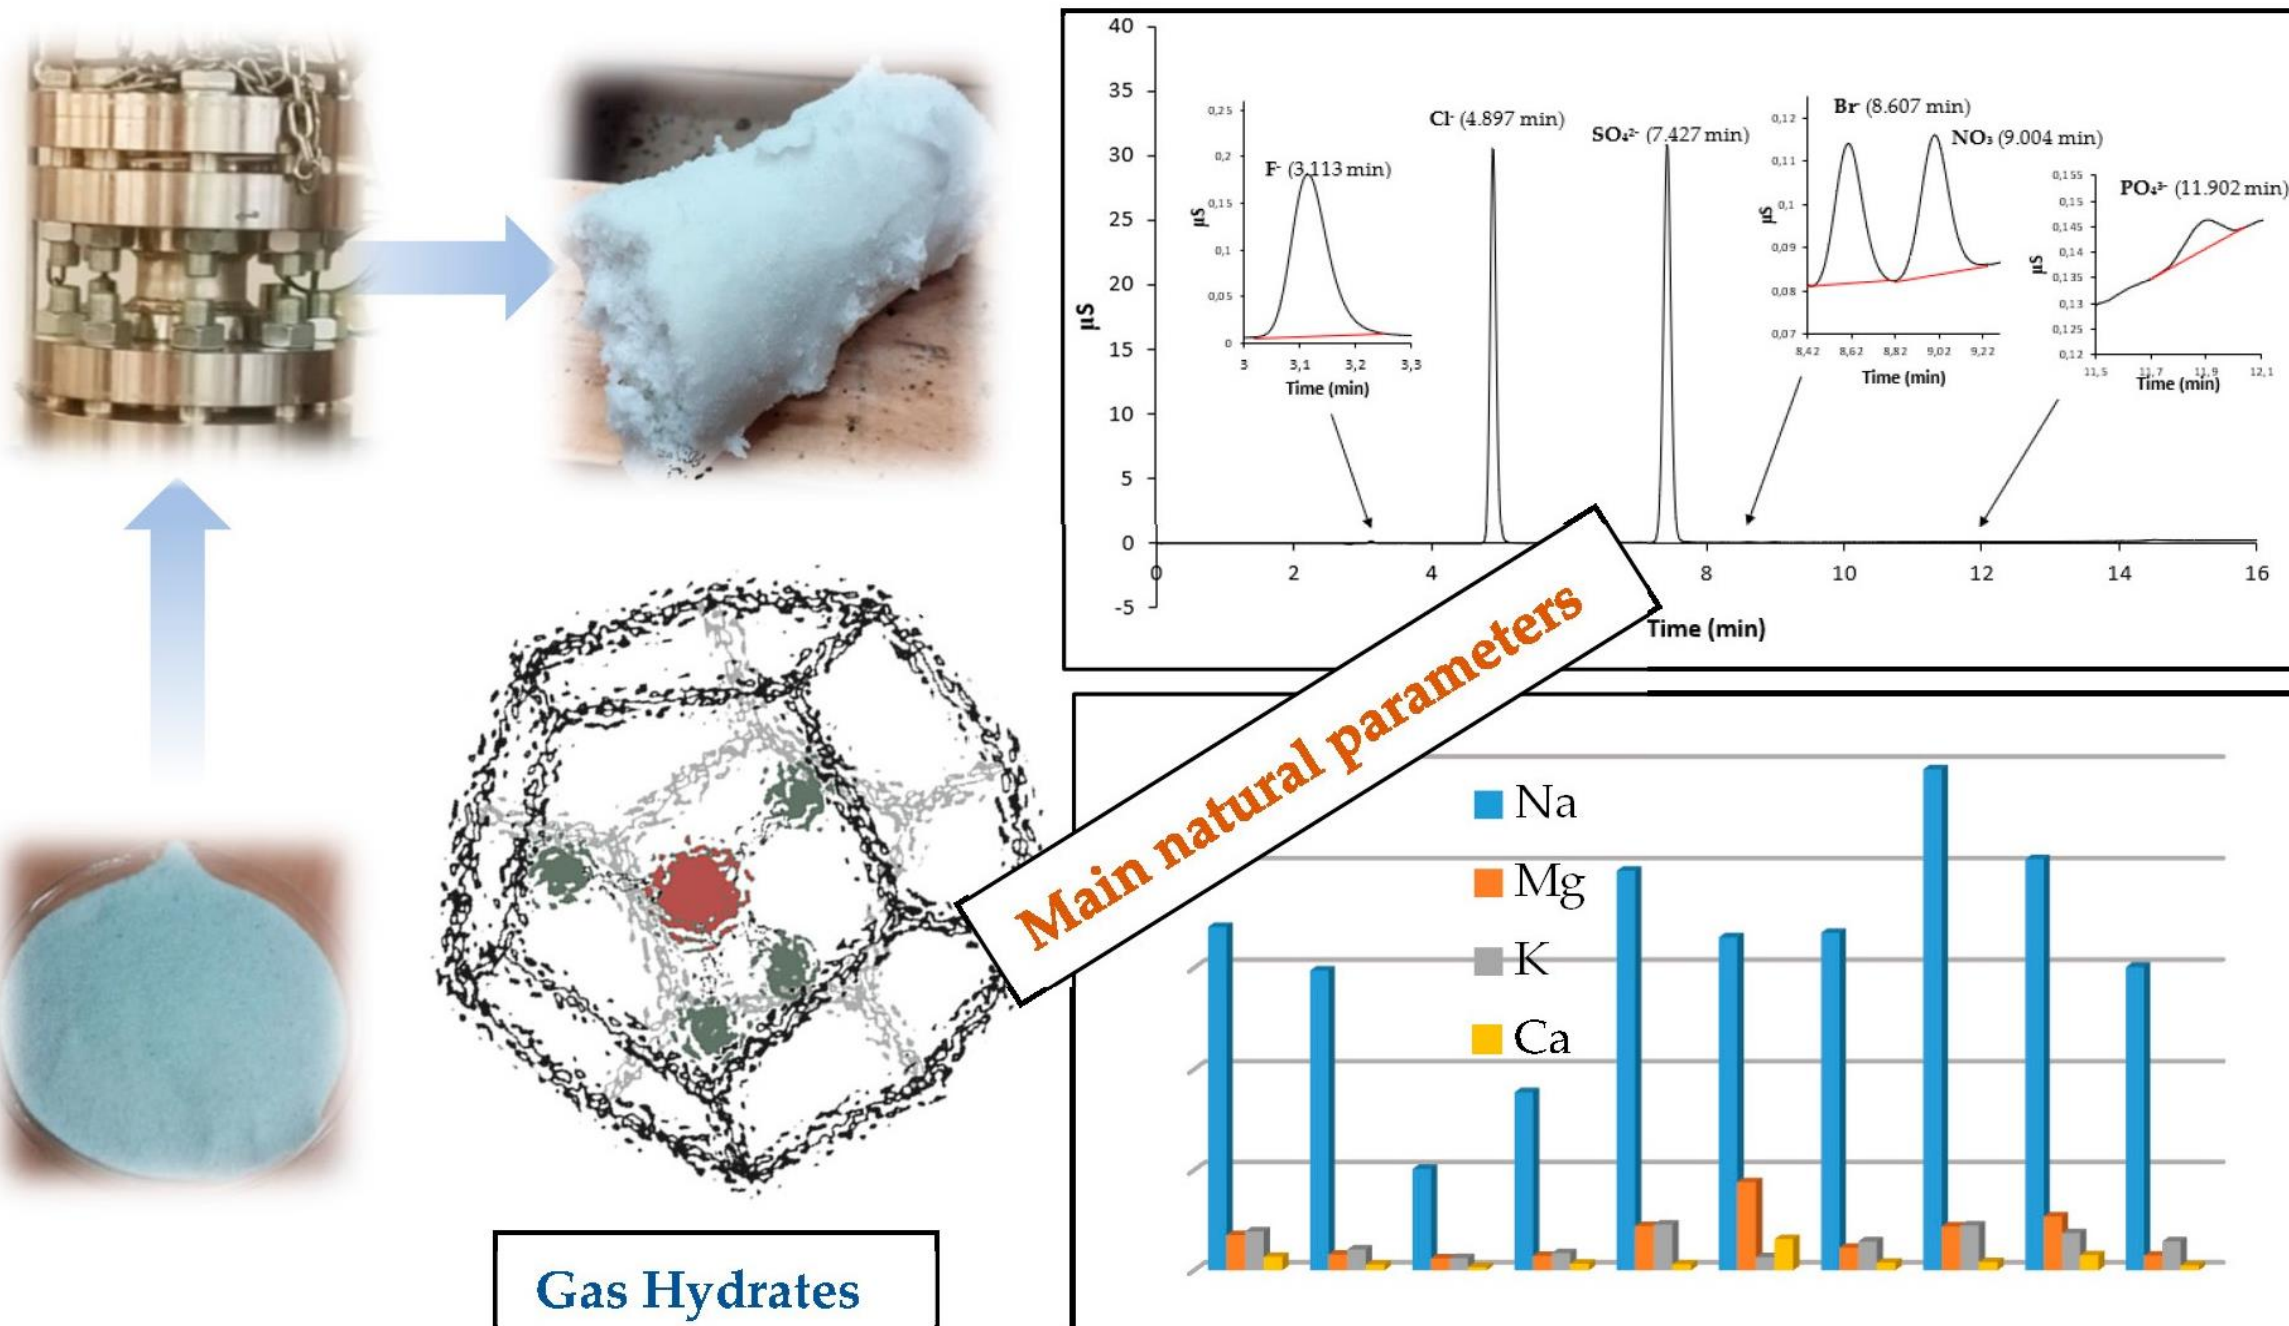 40
35
30
25
20
15
10
5
0
-5
µS
0 2 4 8 10 12 14 16
Time (min)
F- (3.113 min)
0,25
0,2
0,15
0,1
0,05
0
µS
3 3,1 3,2 3,3
Time (min)
Cl- (4.897 min)
SO₄²- (7.427 min)
Br- (8.607 min)
NO₃ (9.004 min)
0,12
0,11
0,1
0,09
0,08
0,07
µS
8,42 8,62 8,82 9,02 9,22
Time (min)
PO₄³- (11.902 min)
0,155
0,15
0,145
0,14
0,135
0,13
0,125
0,12
µS
11,5 11,7 11,9 12,1
Time (min)
Main natural parameters
Na
Mg
K
Ca
Gas Hydrates